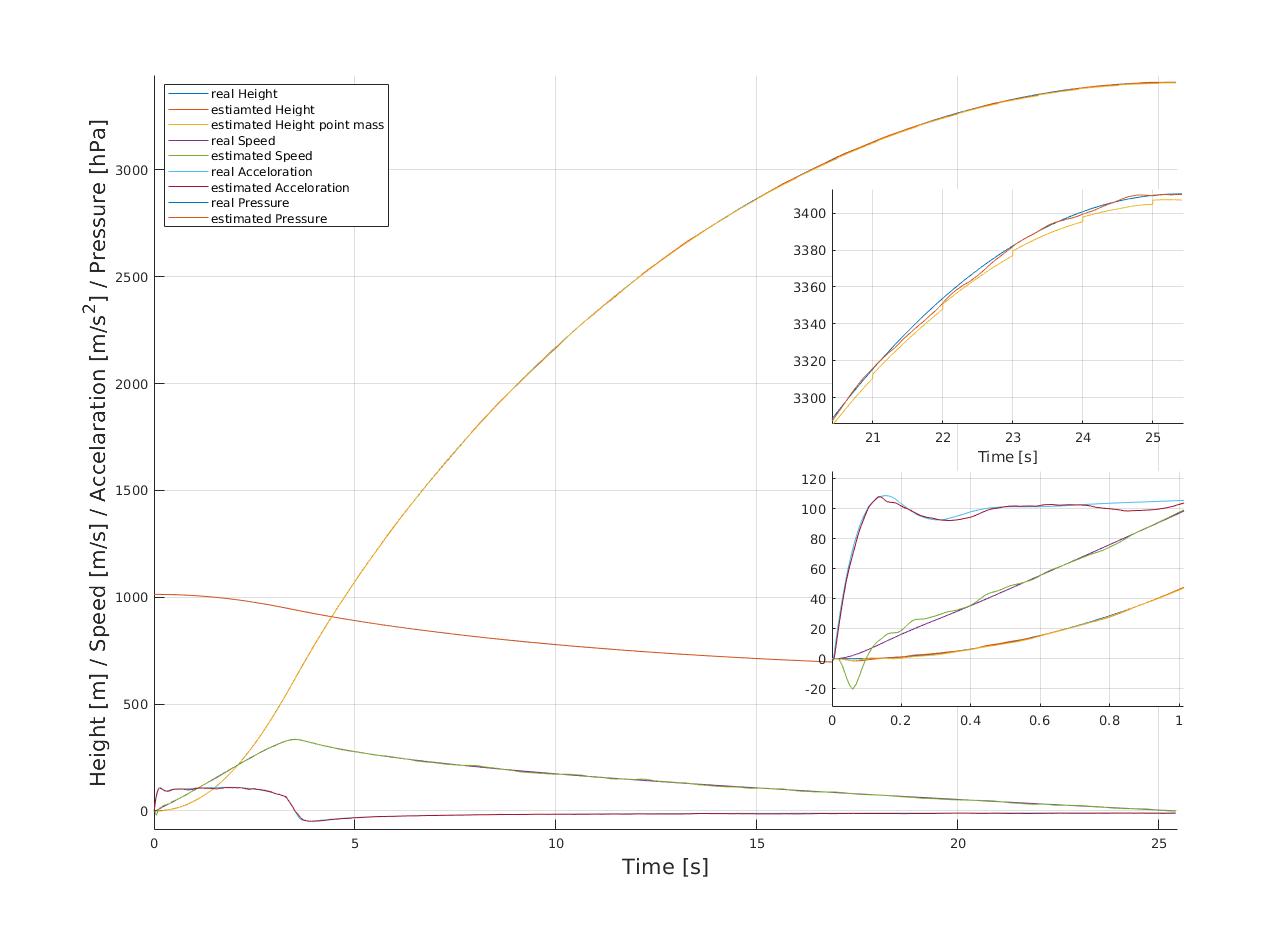 real Height
estiamted Height
estimated Height point mass
real Speed
estimated Speed
real Acceloration
estimated Acceloration
real Pressure
estimated Pressure
Height [m] / Speed [m/s] / Accelaration [m/s2] / Pressure [hPa]
3000
2500
2000
1500
1000
500
0
0 5 10 15 20 25
Time [s]
3400
3380
3360
3340
3320
3300
21 22 23 24 25
Time [s]
120
100
80
60
40
20
0
-20
0 0.2 0.4 0.6 0.8 1